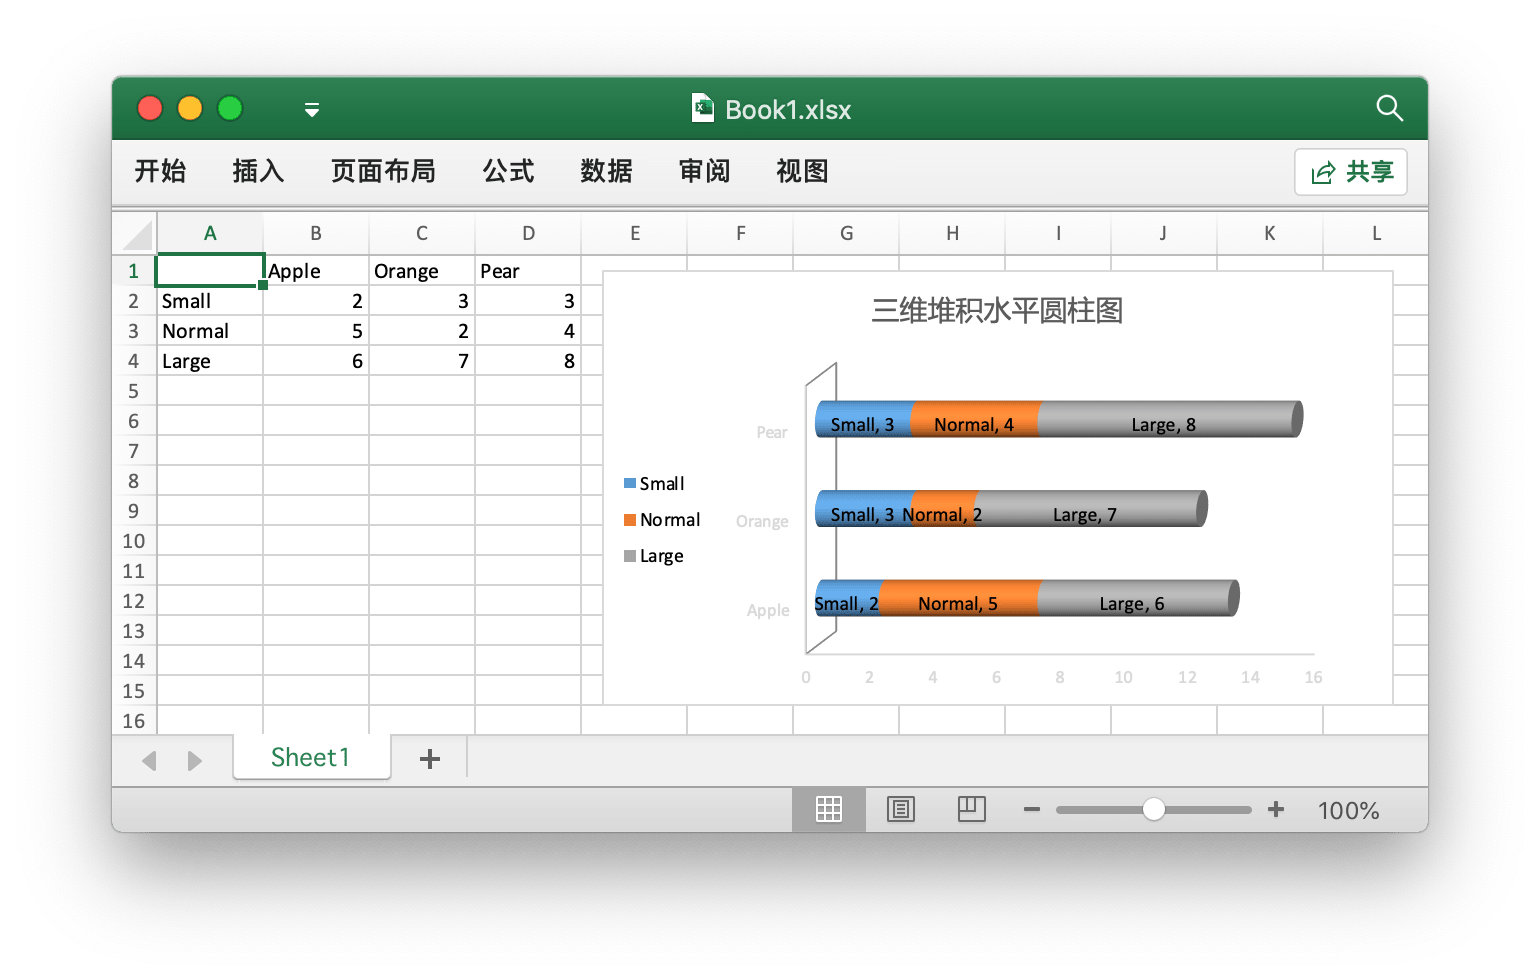 Book1.xlsx
开始 插入 页面布局 公式 数据 审阅 视图 共享
A B C D E F G H I J K L
1 Apple Orange Pear
2 Small 2 3 3
3 Normal 5 2 4
4 Large 6 7 8
5
6
7
8
9
10
11
12
13
14
15
16
三维堆积水平圆柱图
Pear Small, 3 Normal, 4 Large, 8
Small
Normal
Large
Orange Small, 3 Normal, 2 Large, 7
Apple Small, 2 Normal, 5 Large, 6
0 2 4 6 8 10 12 14 16
Sheet1
100%